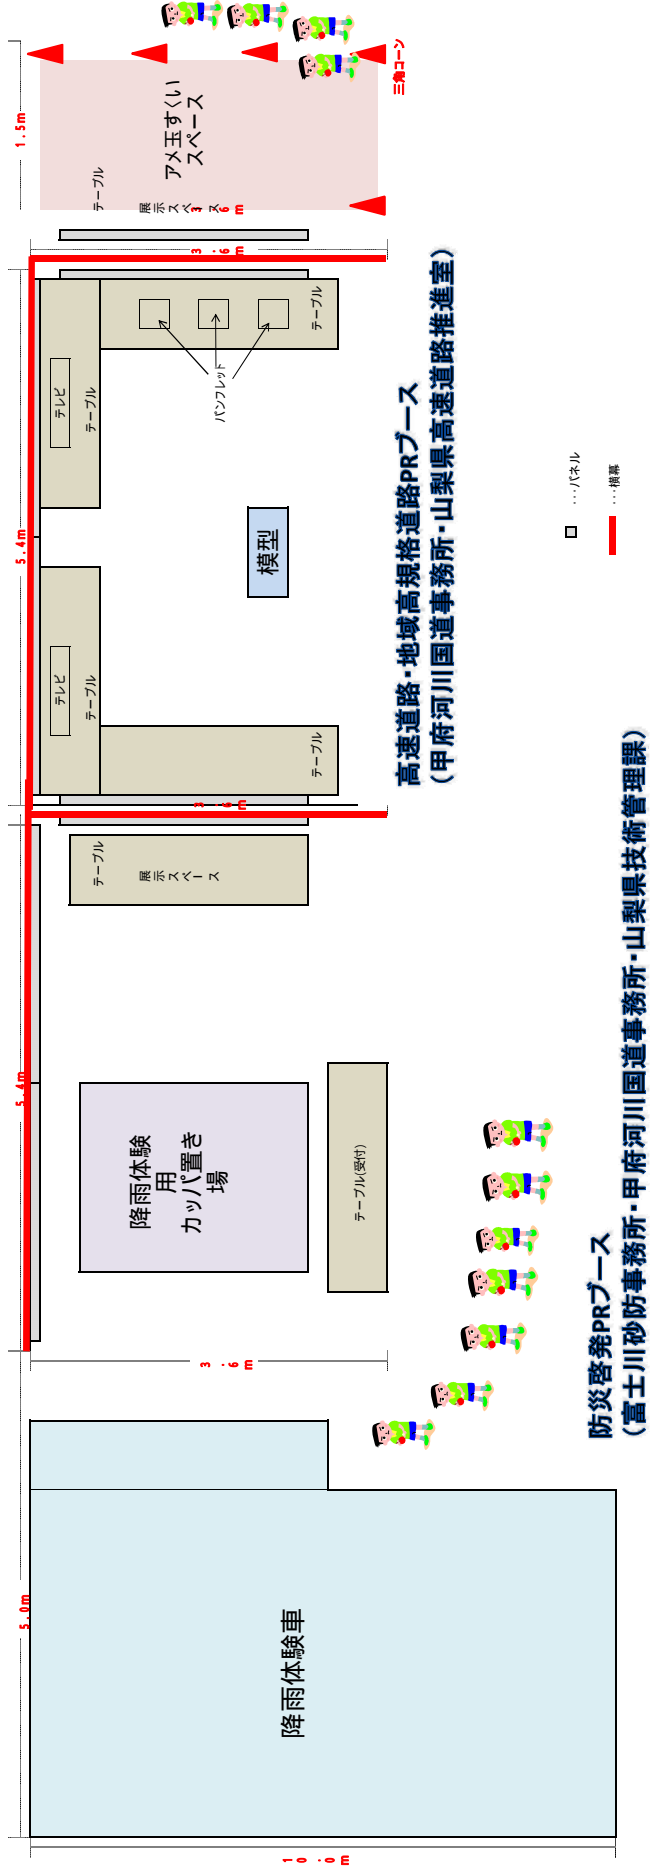 5.0m
5.4m
5.4m
1.5m
10.0m
3.6m
3.6m
3.6m
3.6m
降雨体験車
降雨体験
用
カッパ置き
場
テーブル(受付)
テーブル
展示スペース
テレビ
テーブル
テーブル
模型
テレビ
テーブル
テーブル
パンフレット
テーブル
展示スペース
アメ玉すくい
スペース
三角コーン
高速道路・地域高規格道路PRブース
(甲府河川国道事務所・山梨県高速道路推進室)
防災啓発PRブース
(富士川砂防事務所・甲府河川国道事務所・山梨県技術管理課)
・・・パネル
・・・横幕